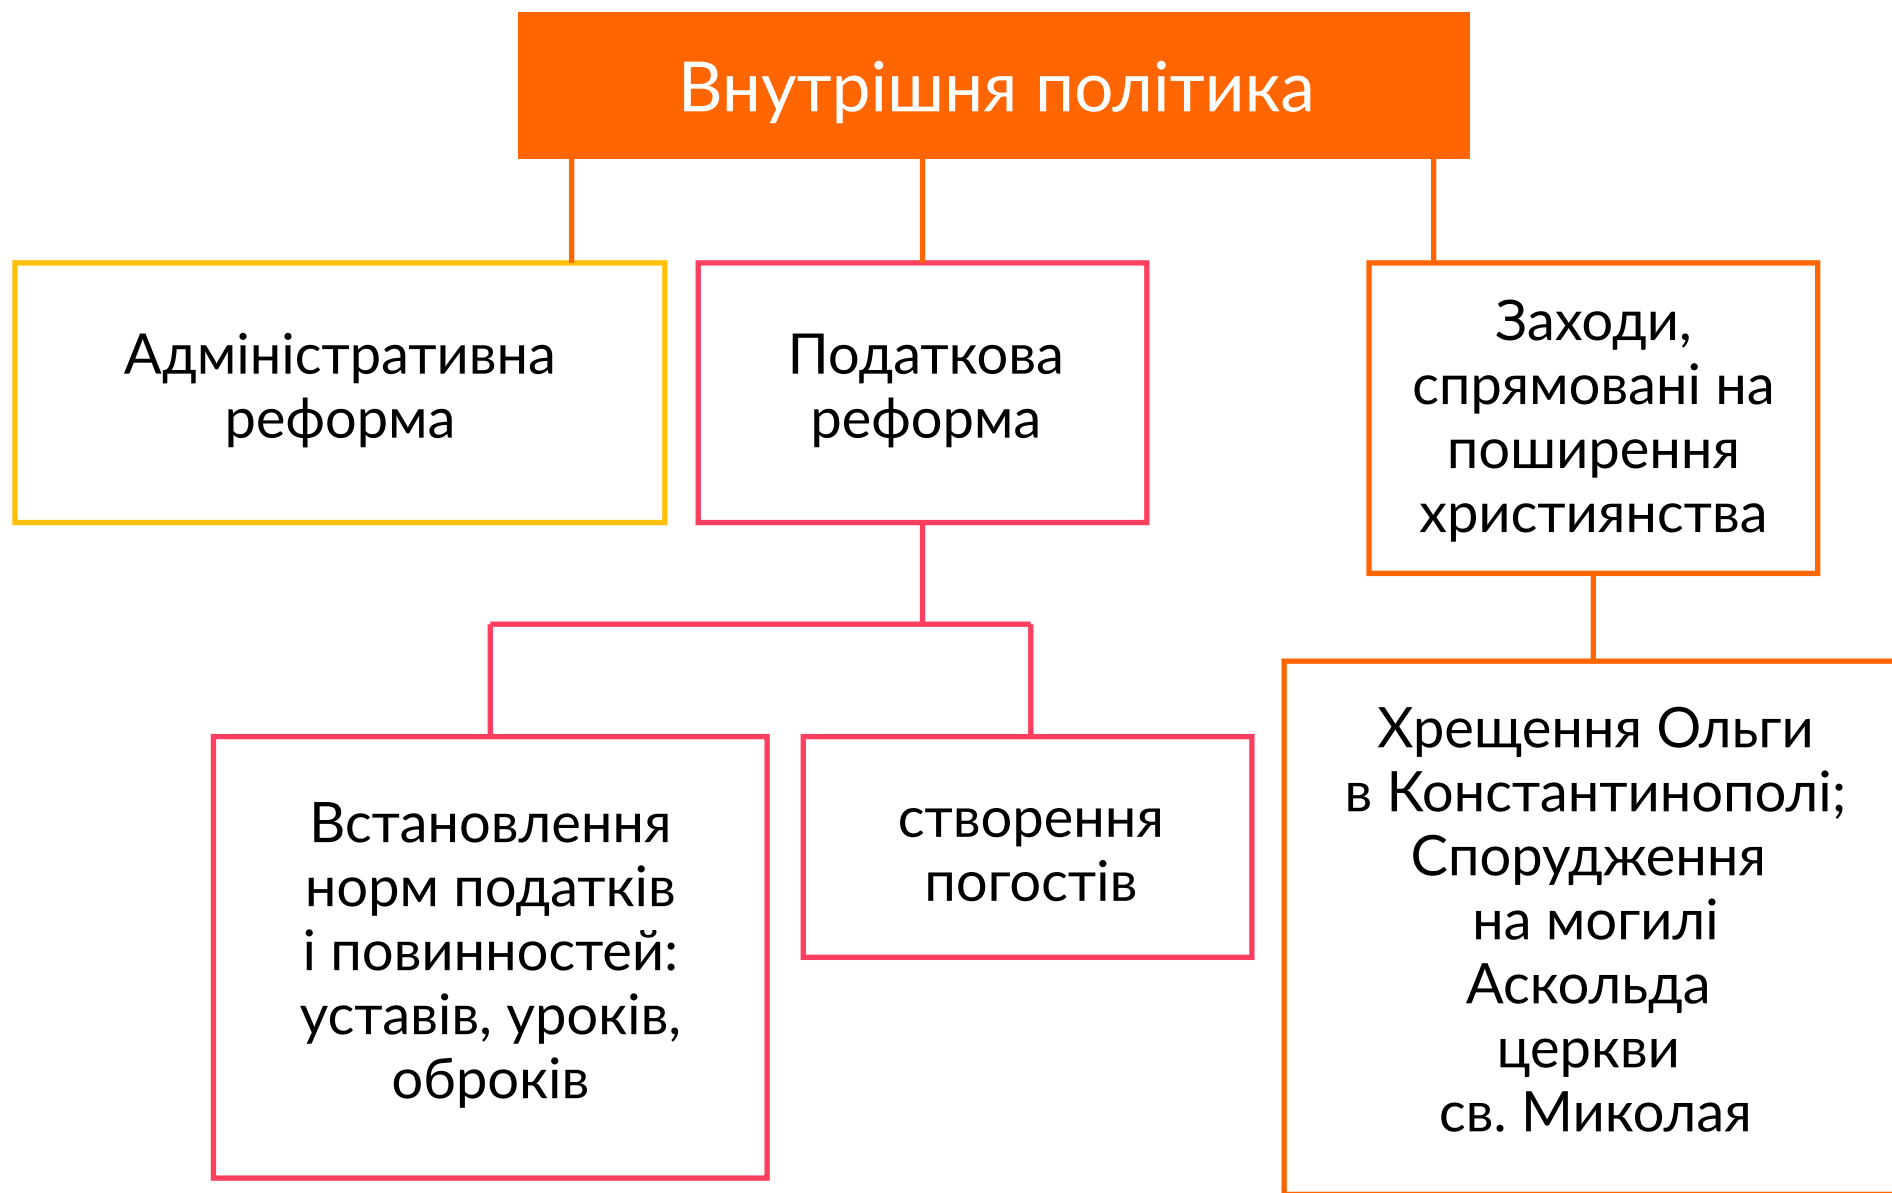 Внутрішня політика
Адміністративна
реформа
Податкова
реформа
Заходи,
спрямовані на
поширення
християнства
Встановлення
норм податків
і повинностей:
уставів, уроків,
оброків
створення
погостів
Хрещення Ольги
в Константинополі;
Спорудження
на могилі
Аскольда
церкви
св. Миколая